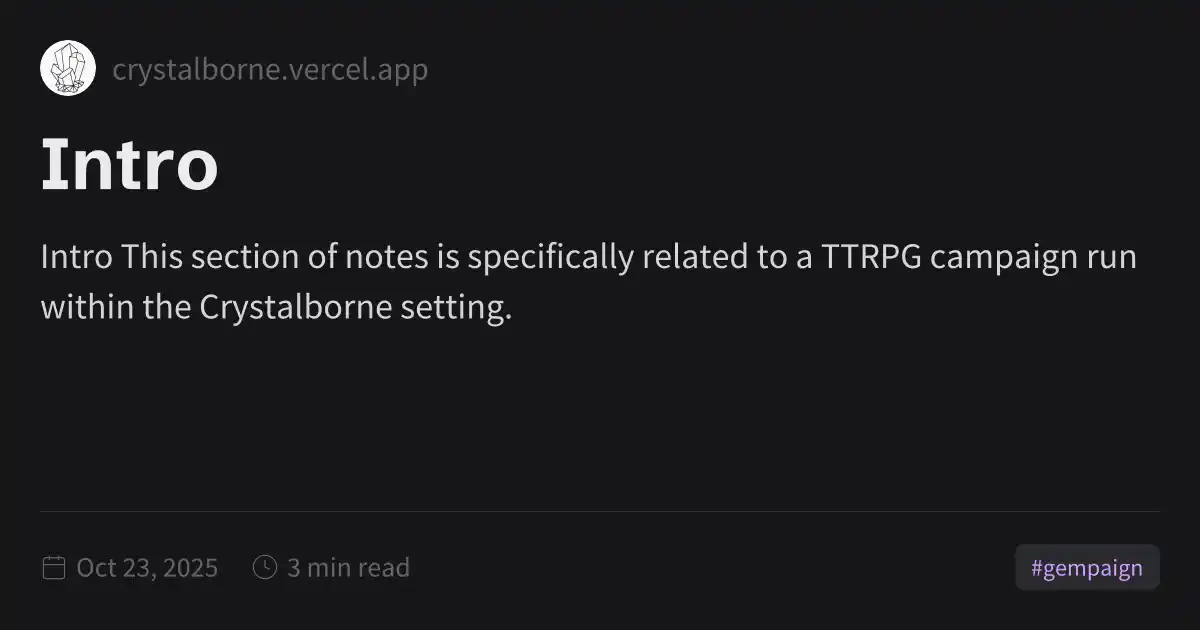 crystalborne.vercel.app
Intro
Intro This section of notes is specifically related to a TTRPG campaign run
within the Crystalborne setting.
Oct 23, 2025
3 min read
#gempaign